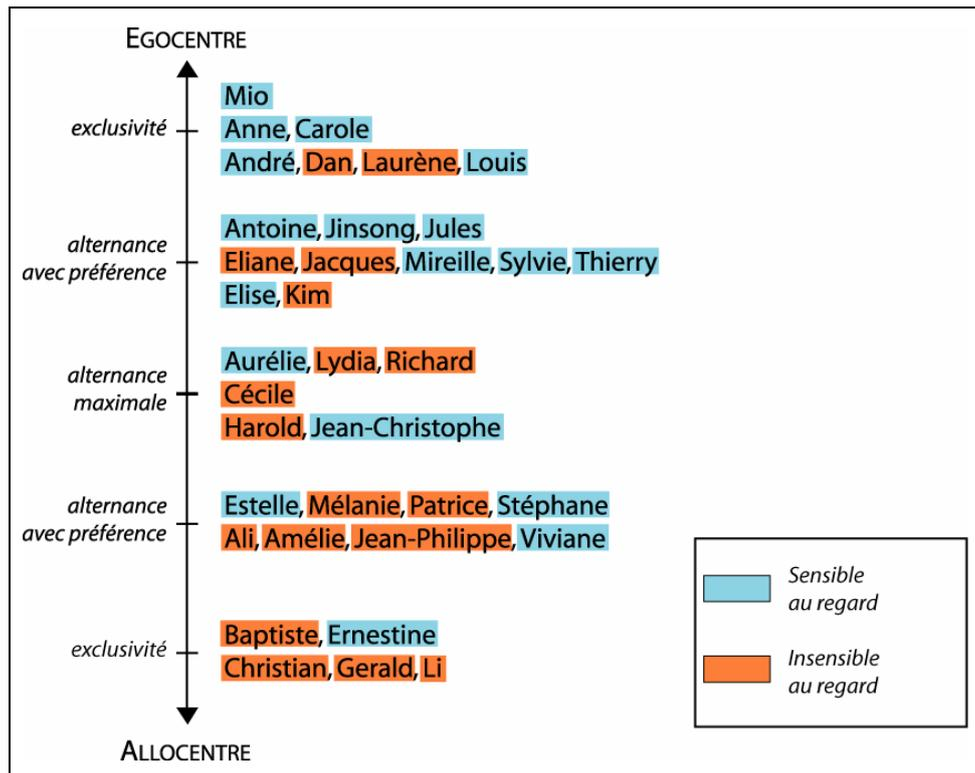 EGOCENTRE
exclusivité
Mio
Anne, Carole
André, Dan, Laurène, Louis
alternance
avec préférence
Antoine, Jinsong, Jules
Eliane, Jacques, Mireille, Sylvie, Thierry
Elise, Kim
alternance
maximale
Aurélie, Lydia, Richard
Cécile
Harold, Jean-Christophe
alternance
avec préférence
Estelle, Mélanie, Patrice, Stéphane
Ali, Amélie, Jean-Philippe, Viviane
exclusivité
Baptiste, Ernestine
Christian, Gerald, Li
ALLOCENTRE
Sensible
au regard
Insensible
au regard